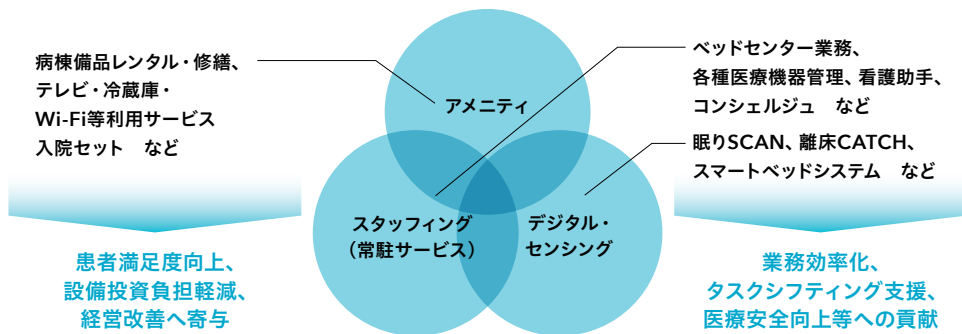 病棟備品レンタル・修繕、
テレビ・冷蔵庫・
Wi-Fi等利用サービス
入院セット　など
患者満足度向上、
設備投資負担軽減、
経営改善へ寄与
アメニティ
スタッフィング
（常駐サービス）
デジタル・
センシング
ベッドセンター業務、
各種医療機器管理、看護助手、
コンシェルジュ　など
眠りSCAN、離床CATCH、
スマートベッドシステム　など
業務効率化、
タスクシフティング支援、
医療安全向上等への貢献